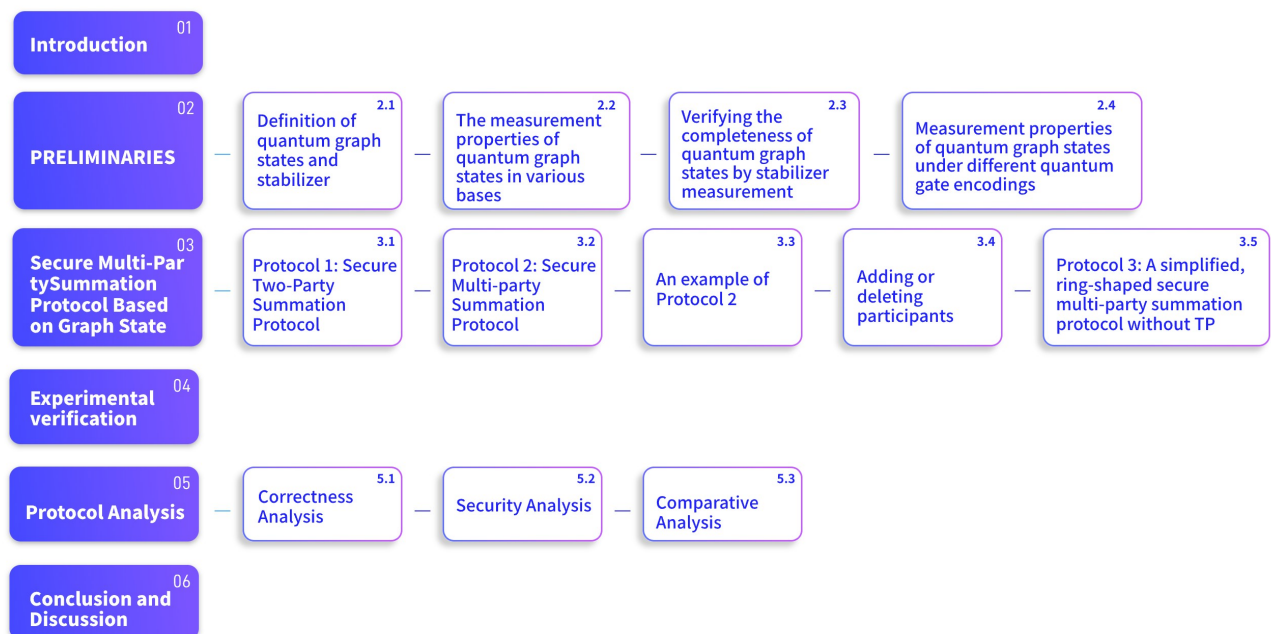 01
Introduction
02
PRELIMINARIES
2.1
Definition of
quantum graph
states and
stabilizer
2.2
The measurement
properties of
quantum graph
states in various
bases
2.3
Verifying the
completeness of
quantum graph
states by stabilizer
measurement
2.4
Measurement properties
of quantum graph states
under different quantum
gate encodings
03
Secure Multi-Par
tySummation
Protocol Based
on Graph State
3.1
Protocol 1: Secure
Two-Party
Summation
Protocol
3.2
Protocol 2: Secure
Multi-party
Summation
Protocol
3.3
An example of
Protocol 2
3.4
Adding or
deleting
participants
3.5
Protocol 3: A simplified,
ring-shaped secure
multi-party summation
protocol without TP
04
Experimental
verification
05
Protocol Analysis
5.1
Correctness
Analysis
5.2
Security Analysis
5.3
Comparative
Analysis
06
Conclusion and
Discussion